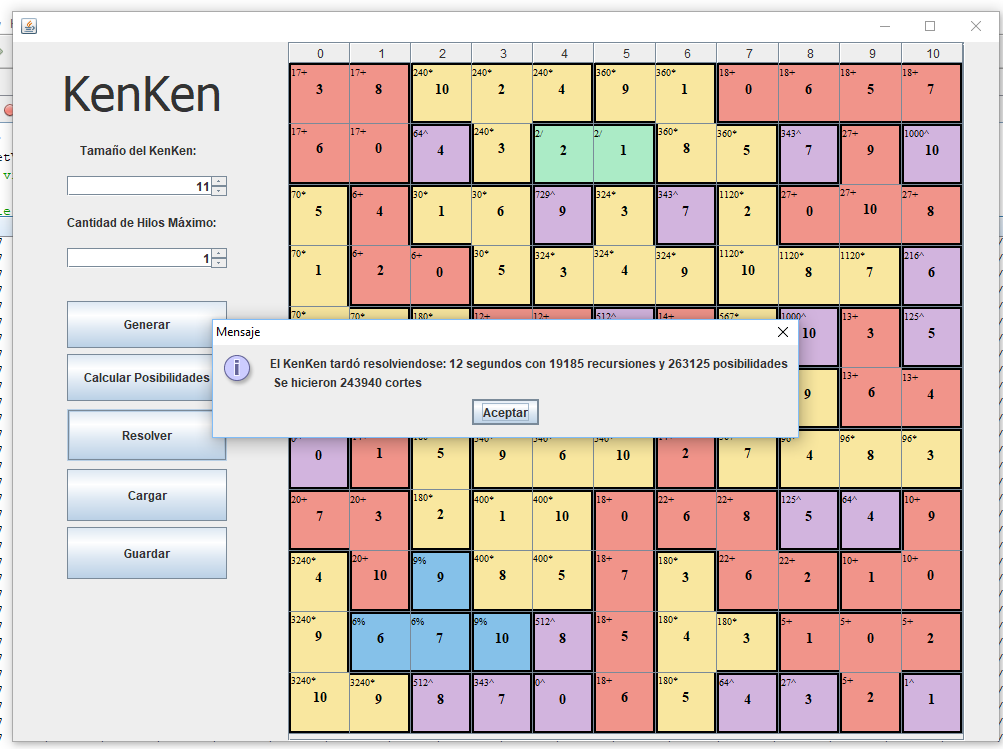 KenKen
Tamaño del KenKen:
11
Cantidad de Hilos Máximo:
1
Generar
Calcular Posibilidades
Resolver
Cargar
Guardar
0 1 2 3 4 5 6 7 8 9 10
17+ 17+ 240* 240* 240* 360* 360* 18+ 18+ 18+ 18+
3 8 10 2 4 9 1 0 6 5 7
17+ 17+ 64^ 240* 2/ 2/ 360* 360* 343^ 27+ 1000^
6 0 4 3 2 1 8 5 7 9 10
70* 6+ 30* 30* 729^ 324* 343^ 1120* 27+ 27+ 27+
5 4 1 6 9 3 7 2 0 10 8
70* 6+ 6+ 30* 324* 324* 324* 1120* 1120* 1120* 216^
1 2 0 5 3 4 9 10 8 7 6
70* 70* 180* 12+ 12+ 512^ 14+ 567* 1000^ 13+ 125^
10 3 5
13+ 13+
9 6 4
Mensaje
El KenKen tardó resolviendose: 12 segundos con 19185 recursiones y 263125 posibilidades
Se hicieron 243940 cortes
Aceptar
96* 96*
0 1 5 9 6 10 2 7 4 8 3
20+ 20+ 180* 400* 400* 18+ 22+ 22+ 125^ 64^ 10+
7 3 2 1 10 0 6 8 5 4 9
3240* 20+ 9% 400* 400* 18+ 180* 22+ 22+ 10+ 10+
4 10 9 8 5 7 3 6 2 1 0
3240* 6% 6% 9% 512^ 18+ 180* 180* 5+ 5+ 5+
9 6 7 10 8 5 4 3 1 0 2
3240* 3240* 512^ 343^ 0^ 18+ 180* 64^ 27^ 5+ 1^
10 9 8 7 0 6 5 4 3 2 1